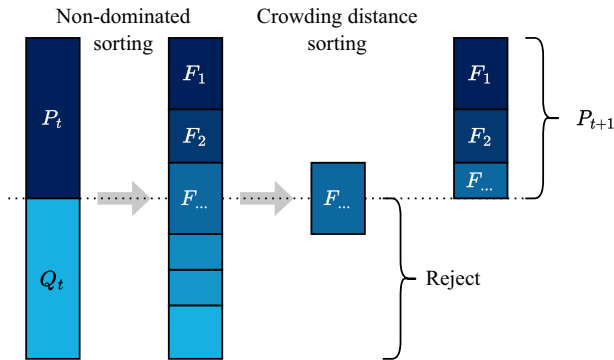 Non-dominated
sorting
Crowding distance
sorting
P_t
Q_t
F_1
F_2
F_{...}
F_{...}
Reject
F_1
F_2
F_{...}
P_{t+1}